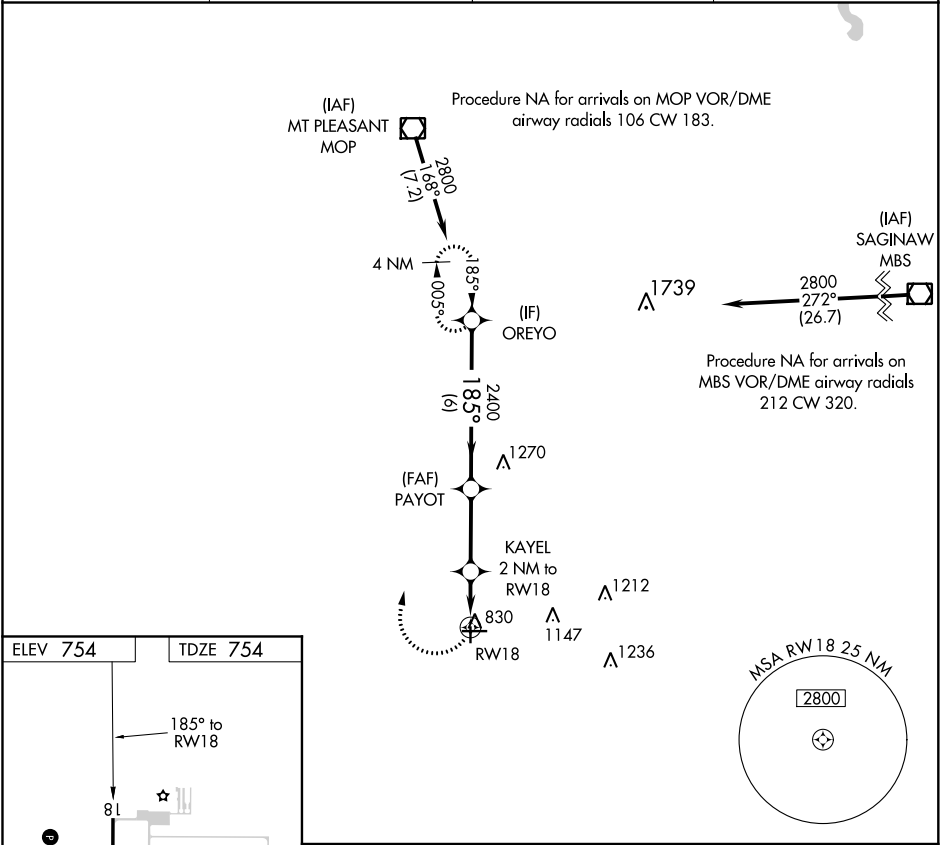 (IAF)
MT PLEASANT
MOP
Procedure NA for arrivals on MOP VOR/DME
airway radials 106 CW 183.
2800
168°
(7.2)
4 NM
185°
005°
(IF)
OREYO
1739
(IAF)
SAGINAW
MBS
2800
272°
(26.7)
Procedure NA for arrivals on
MBS VOR/DME airway radials
212 CW 320.
2400
185°
(6)
1270
(FAF)
PAYOT
KAYEL
2 NM to
RW18
1212
830
1147
RW18
1236
MSA RW18 25 NM
2800
ELEV 754
TDZE 754
185° to
RW18
18
P